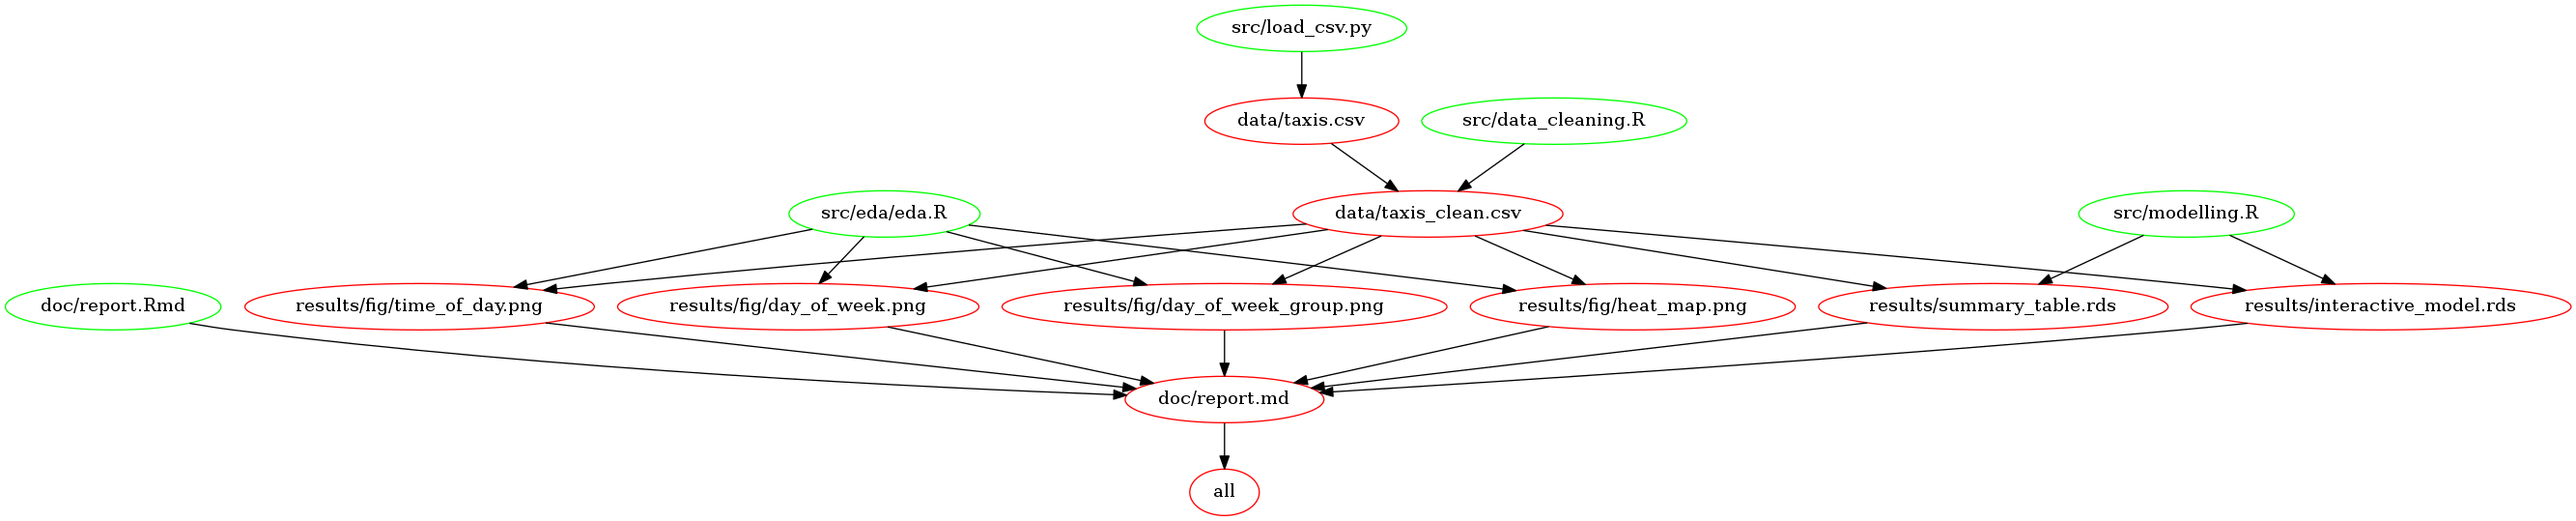 src/load_csv.py
data/taxis.csv
src/data_cleaning.R
src/eda/eda.R
data/taxis_clean.csv
src/modelling.R
doc/report.Rmd
results/fig/time_of_day.png
results/fig/day_of_week.png
results/fig/day_of_week_group.png
results/fig/heat_map.png
results/summary_table.rds
results/interactive_model.rds
doc/report.md
all